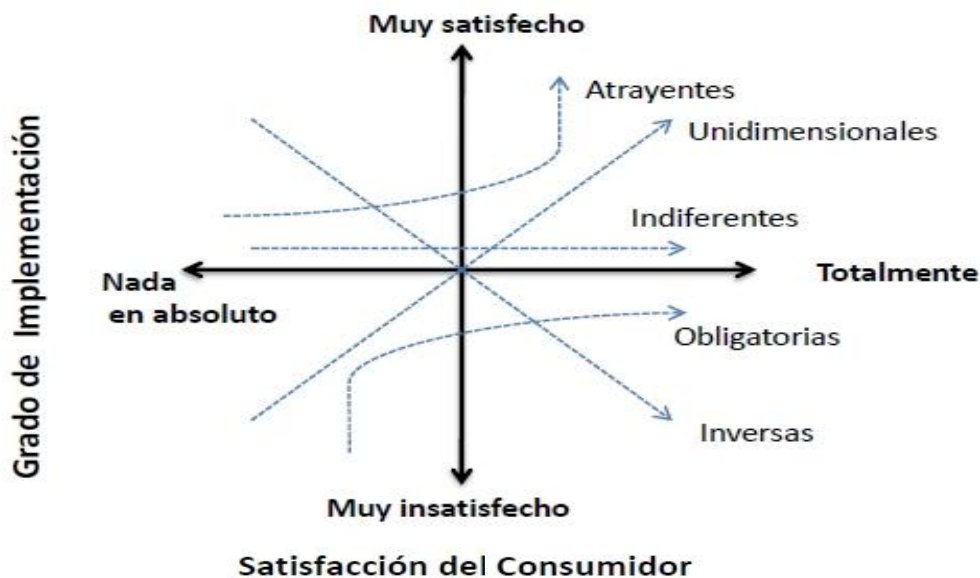 Muy satisfecho
Atrayentes
Unidimensionales
Indiferentes
Nada
en absoluto
Totalmente
Obligatorias
Inversas
Muy insatisfecho
Satisfacción del Consumidor
Grado de Implementación